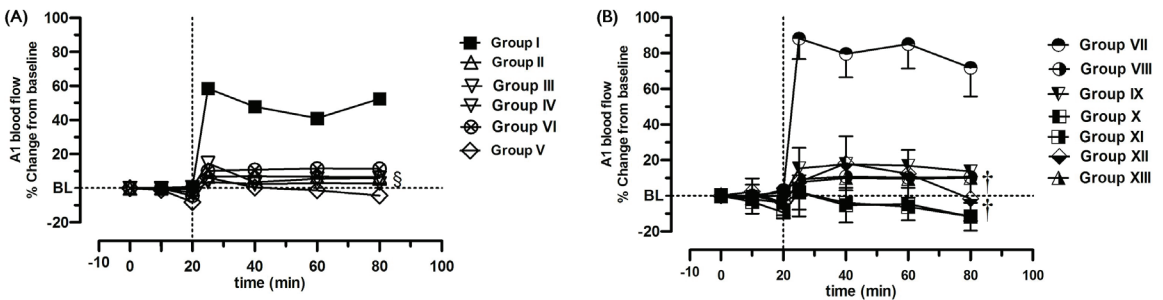 (A)
A1 blood flow
% Change from baseline
100
80
60
40
20
BL
-20
-10
0
20
40
60
80
100
time (min)
§
Group I
Group II
Group III
Group IV
Group VI
Group V
(B)
A1 blood flow
% Change from baseline
100
80
60
40
20
BL
-20
-10
0
20
40
60
80
100
time (min)
†
†
Group VII
Group VIII
Group IX
Group X
Group XI
Group XII
Group XIII